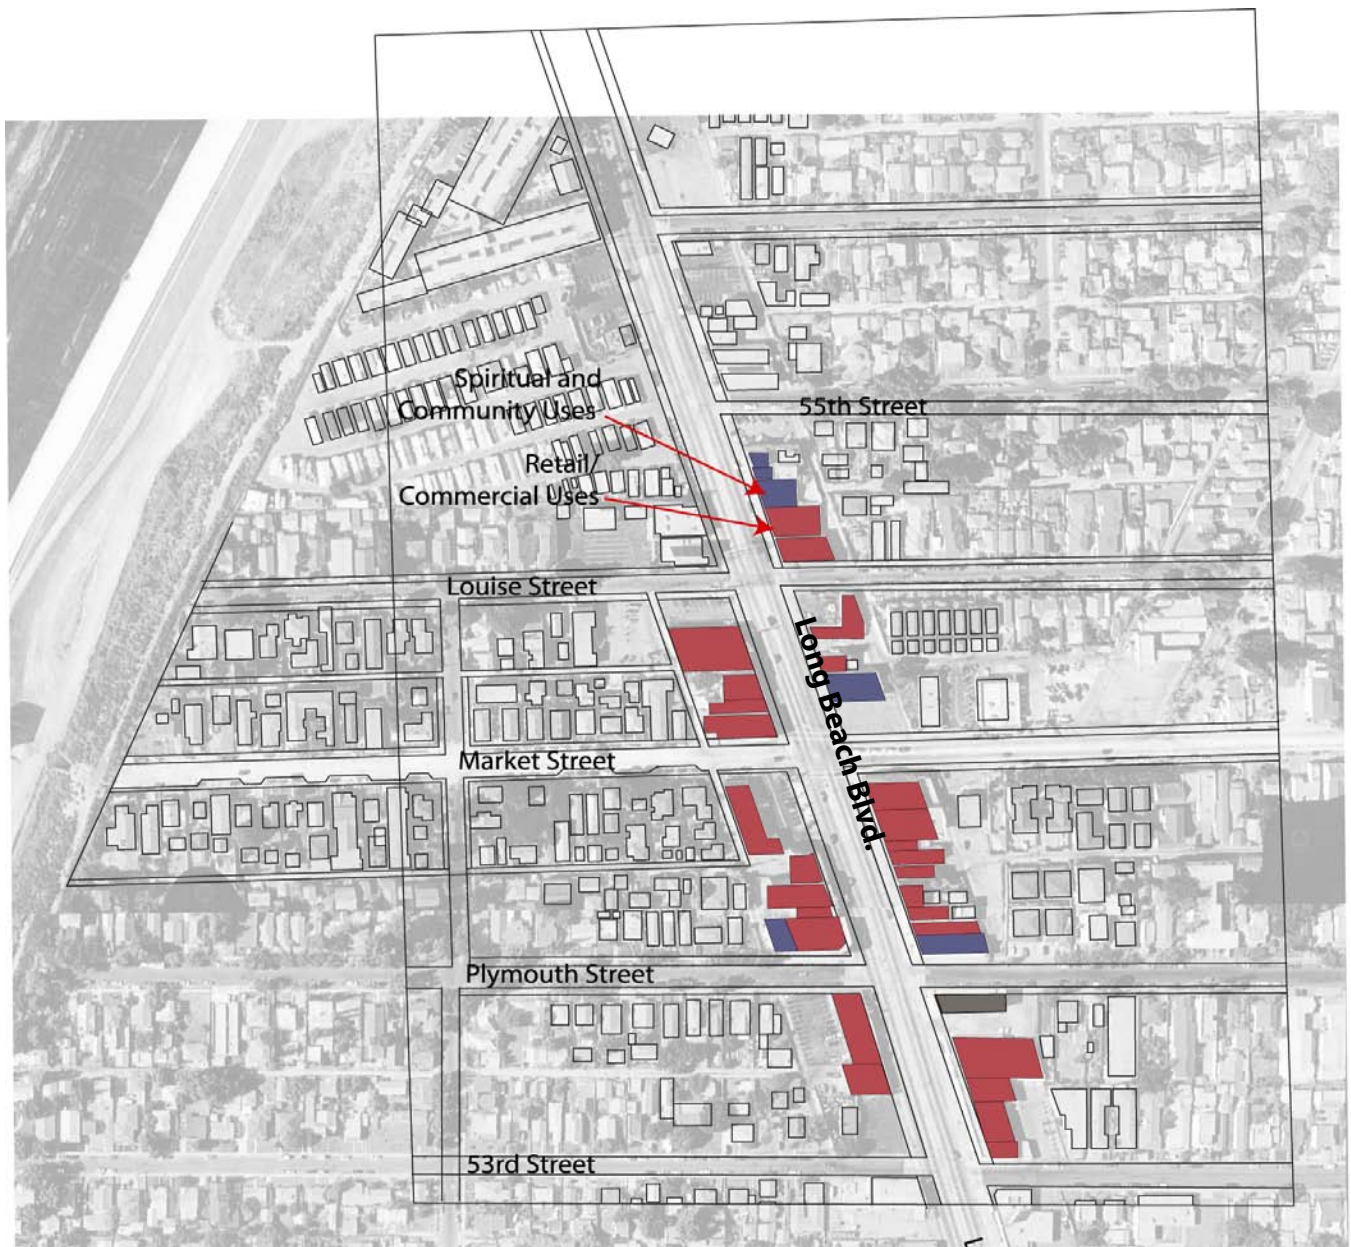 Spiritual and
Community Uses
55th Street
Retail/
Commercial Uses
Louise Street
Long Beach Blvd.
Market Street
Plymouth Street
53rd Street
L